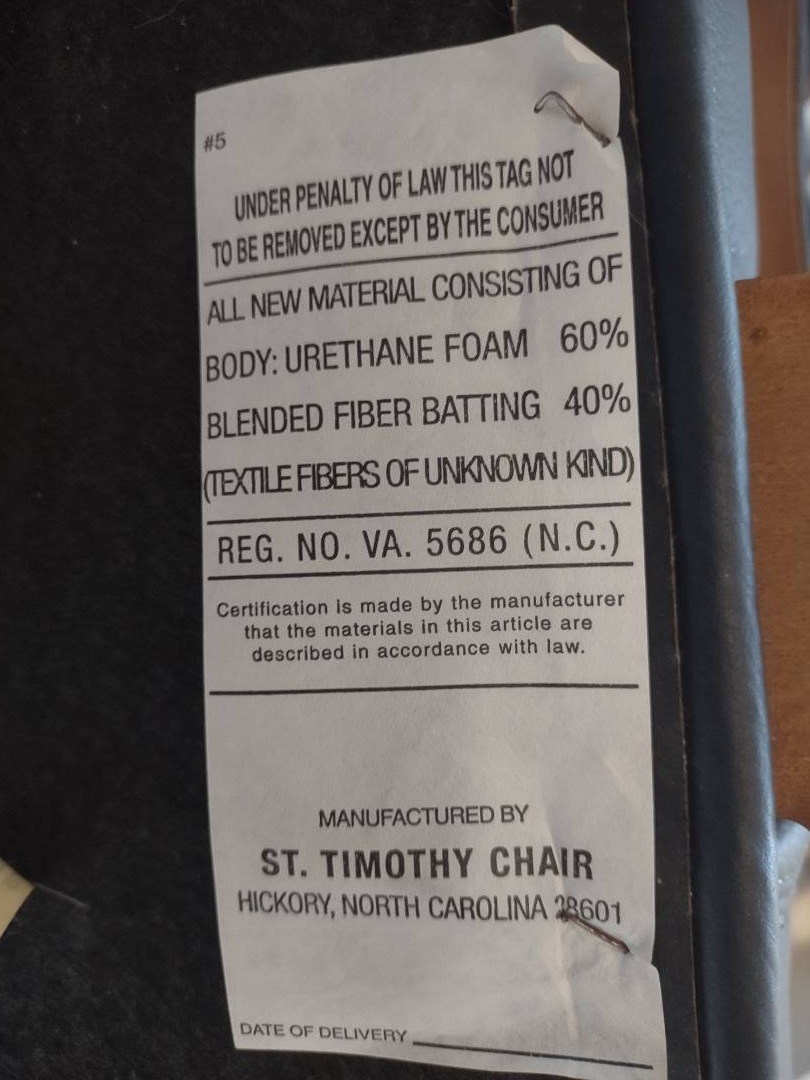 #5
UNDER PENALTY OF LAW THIS TAG NOT
TO BE REMOVED EXCEPT BY THE CONSUMER
ALL NEW MATERIAL CONSISTING OF
BODY: URETHANE FOAM 60%
BLENDED FIBER BATTING 40%
(TEXTILE FIBERS OF UNKNOWN KIND)
REG. NO. VA. 5686 (N.C.)
Certification is made by the manufacturer
that the materials in this article are
described in accordance with law.
MANUFACTURED BY
ST. TIMOTHY CHAIR
HICKORY, NORTH CAROLINA 28601
DATE OF DELIVERY